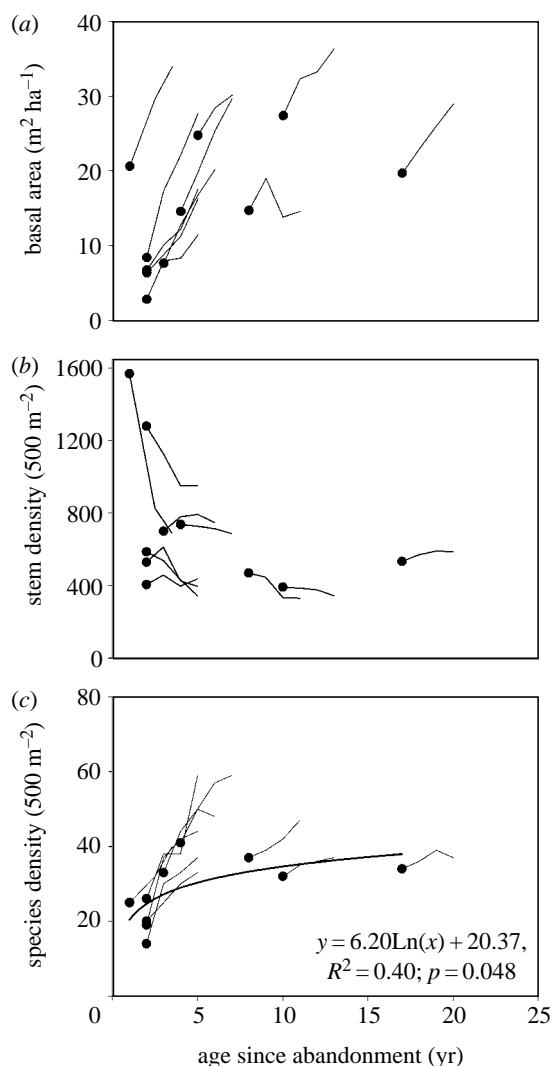 (a)
40
30
20
10
0
basal area (m² ha⁻¹)
(b)
1600
1200
800
400
0
stem density (500 m⁻²)
(c)
80
60
40
20
0
species density (500 m⁻²)
y = 6.20Ln(x) + 20.37,
R² = 0.40; p = 0.048
5 10 15 20 25
age since abandonment (yr)